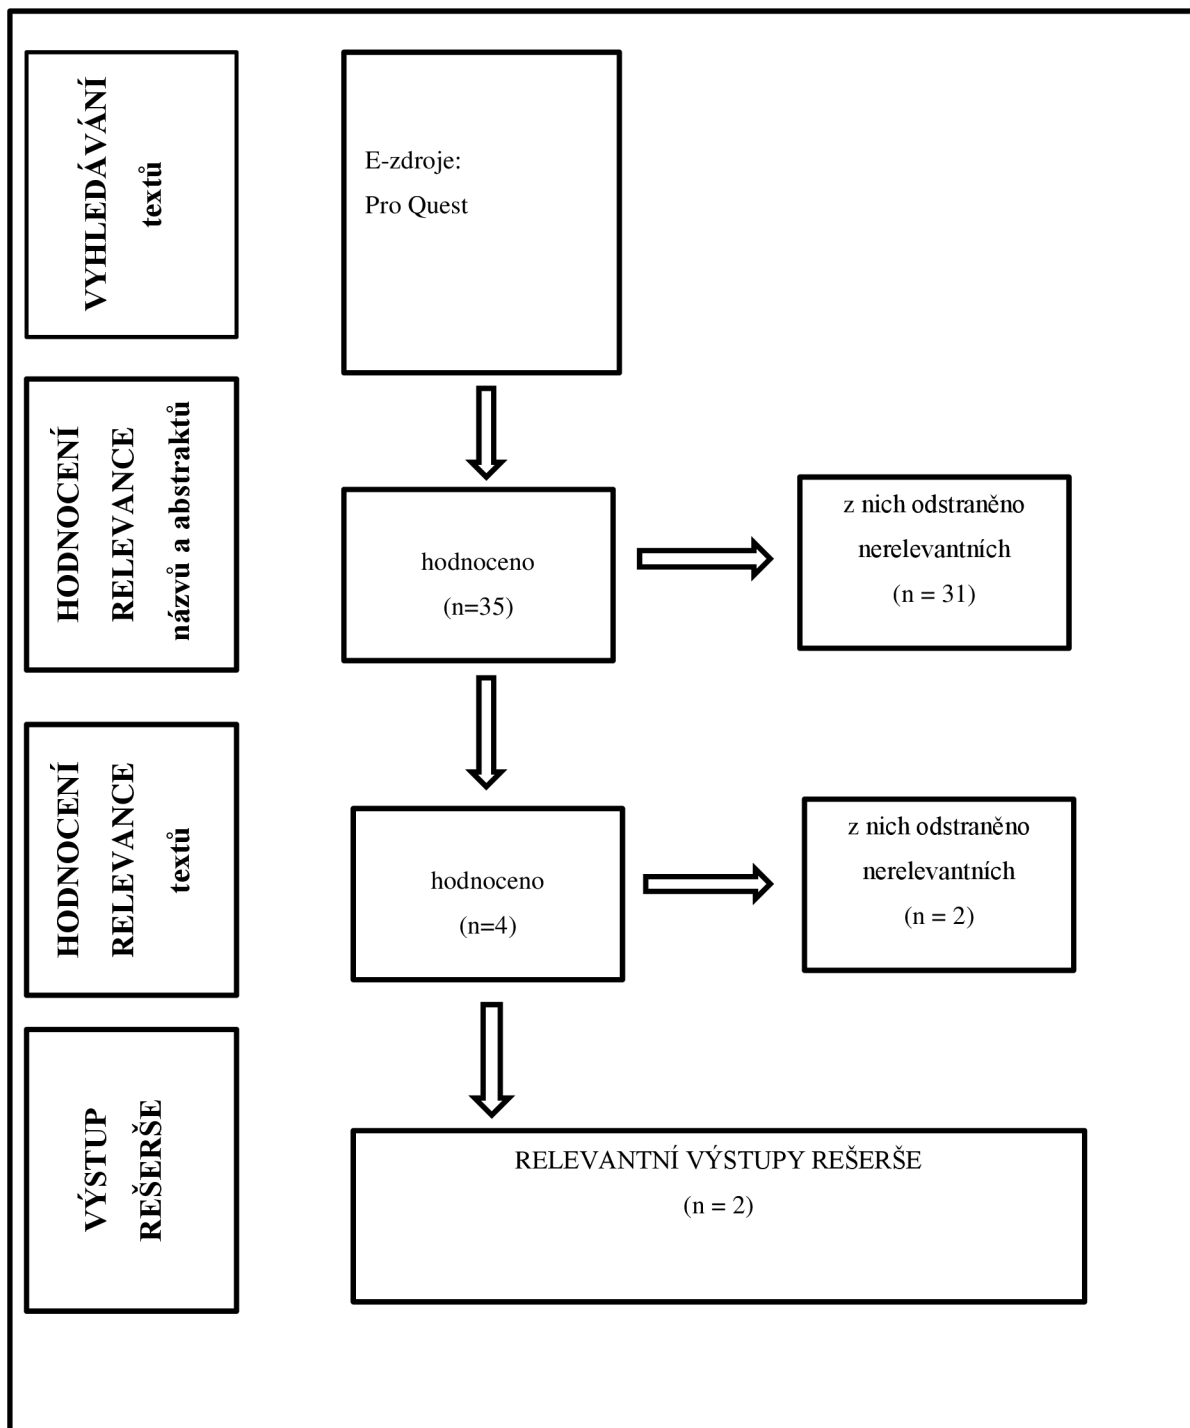 VYHLEDÁVÁNÍ
textů
E-zdroje:
Pro Quest
HODNOCENÍ
RELEVANCE
názvů a abstraktů
hodnoceno
(n=35)
z nich odstraněno
nerelevantních
(n = 31)
HODNOCENÍ
RELEVANCE
textů
hodnoceno
(n=4)
z nich odstraněno
nerelevantních
(n = 2)
VÝSTUP
REŠERŠE
RELEVANTNÍ VÝSTUPY REŠERŠE
(n = 2)